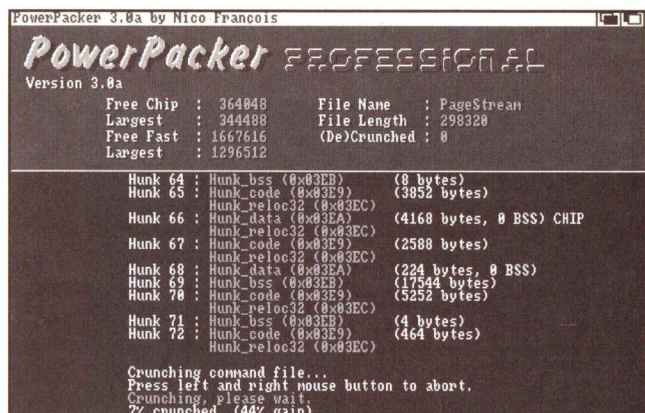 PowerPacker 3.0a by Nico François
PowerPacker PROFESSIONAL
Version 3.0a
Free Chip : 364048 File Name : PageStream
Largest : 344488 File Length : 298320
Free Fast : 1667616 (De)Crunched : 0
Largest : 1296512
Hunk 64 : Hunk_bss (0x03EB) (8 bytes)
Hunk 65 : Hunk_code (0x03E9) (3852 bytes)
Hunk_reloc32 (0x03EC)
Hunk 66 : Hunk_data (0x03EA) (4168 bytes, 0 BSS) CHIP
Hunk_reloc32 (0x03EC)
Hunk 67 : Hunk_code (0x03E9) (2588 bytes)
Hunk_reloc32 (0x03EC)
Hunk 68 : Hunk_data (0x03EA) (224 bytes, 0 BSS)
Hunk 69 : Hunk_bss (0x03EB) (17544 bytes)
Hunk 70 : Hunk_code (0x03E9) (5252 bytes)
Hunk_reloc32 (0x03EC)
Hunk 71 : Hunk_bss (0x03EB) (4 bytes)
Hunk 72 : Hunk_code (0x03E9) (464 bytes)
Hunk_reloc32 (0x03EC)
Crunching command file...
Press left and right mouse button to abort.
Crunching, please wait.
7% crunched. (44% gain)